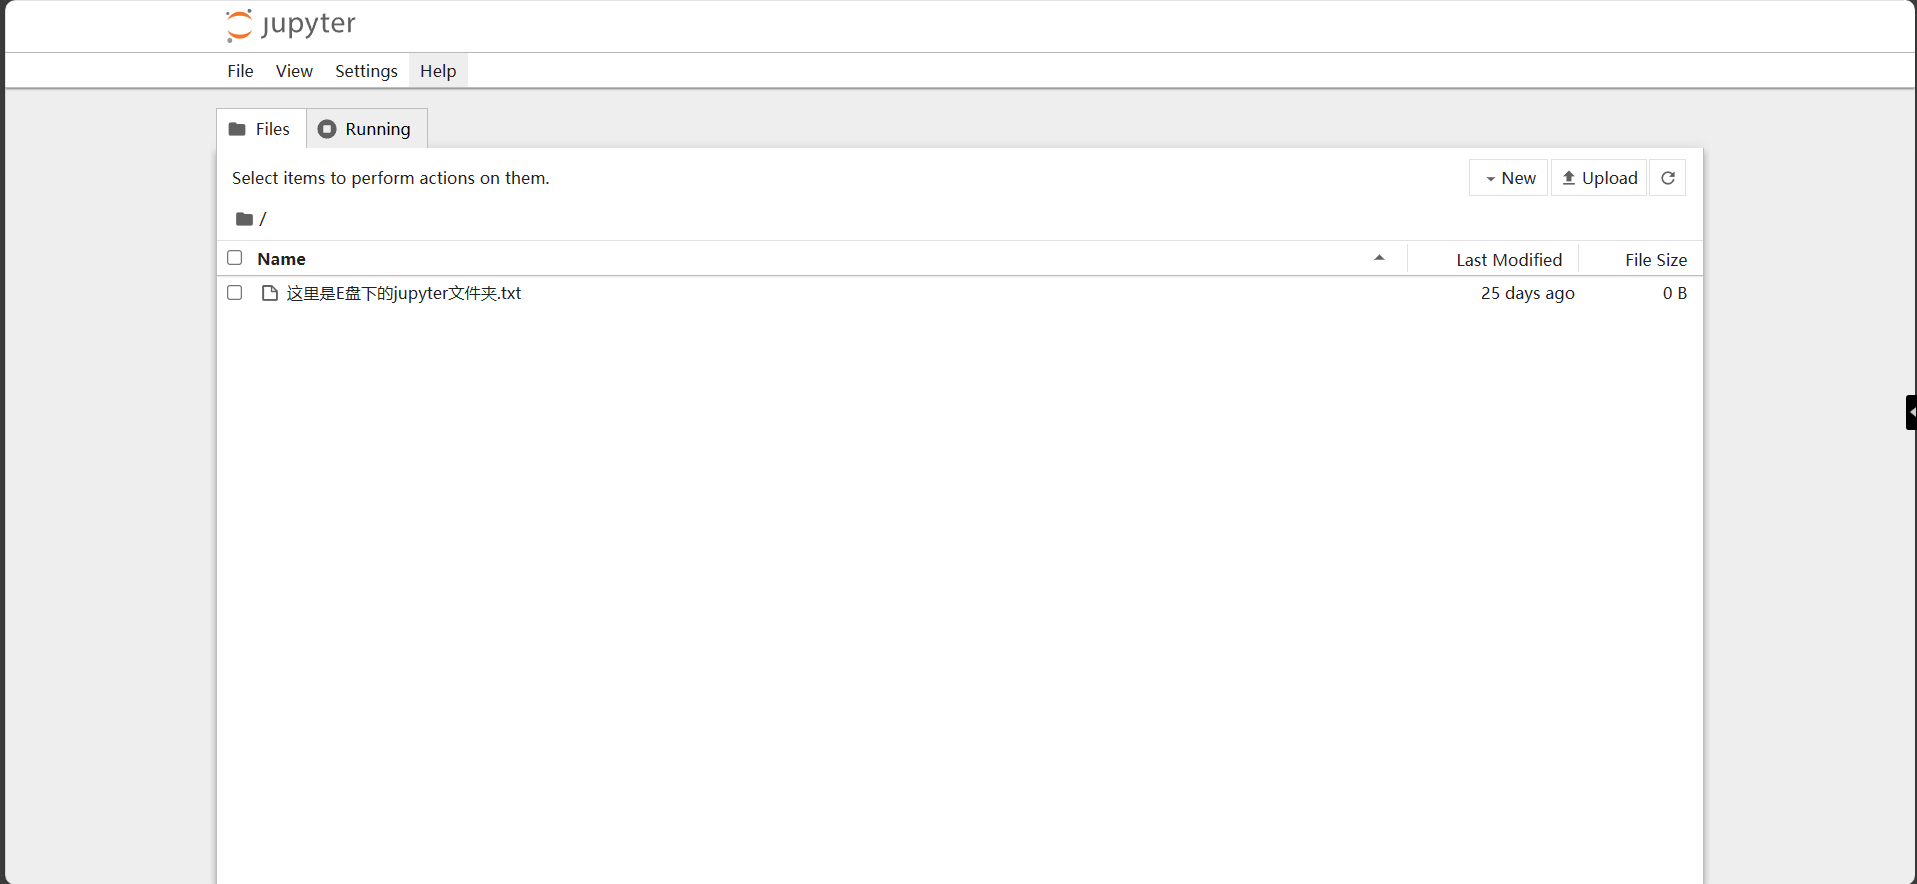 jupyter
File View Settings Help
Files Running
Select items to perform actions on them.
New Upload
/
Name Last Modified File Size
这里是E盘下的jupyter文件夹.txt 25 days ago 0 B